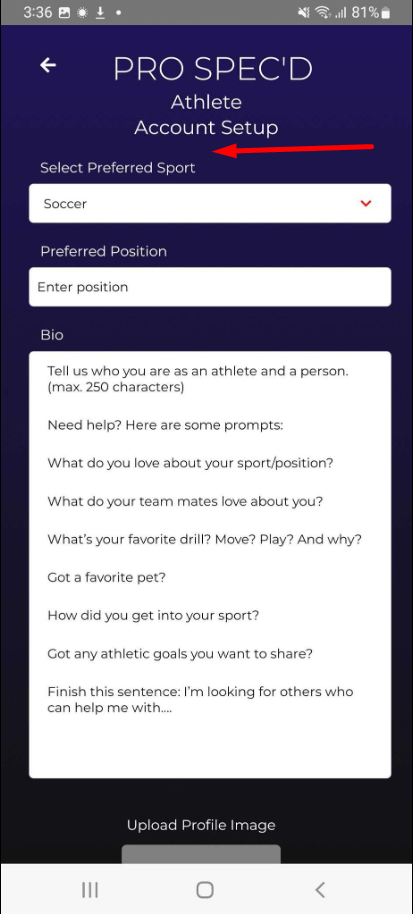 3:36 81%
PRO SPEC'D
Athlete
Account Setup
Select Preferred Sport
Soccer
Preferred Position
Enter position
Bio
Tell us who you are as an athlete and a person.
(max. 250 characters)
Need help? Here are some prompts:
What do you love about your sport/position?
What do your team mates love about you?
What's your favorite drill? Move? Play? And why?
Got a favorite pet?
How did you get into your sport?
Got any athletic goals you want to share?
Finish this sentence: I'm looking for others who
can help me with....
Upload Profile Image